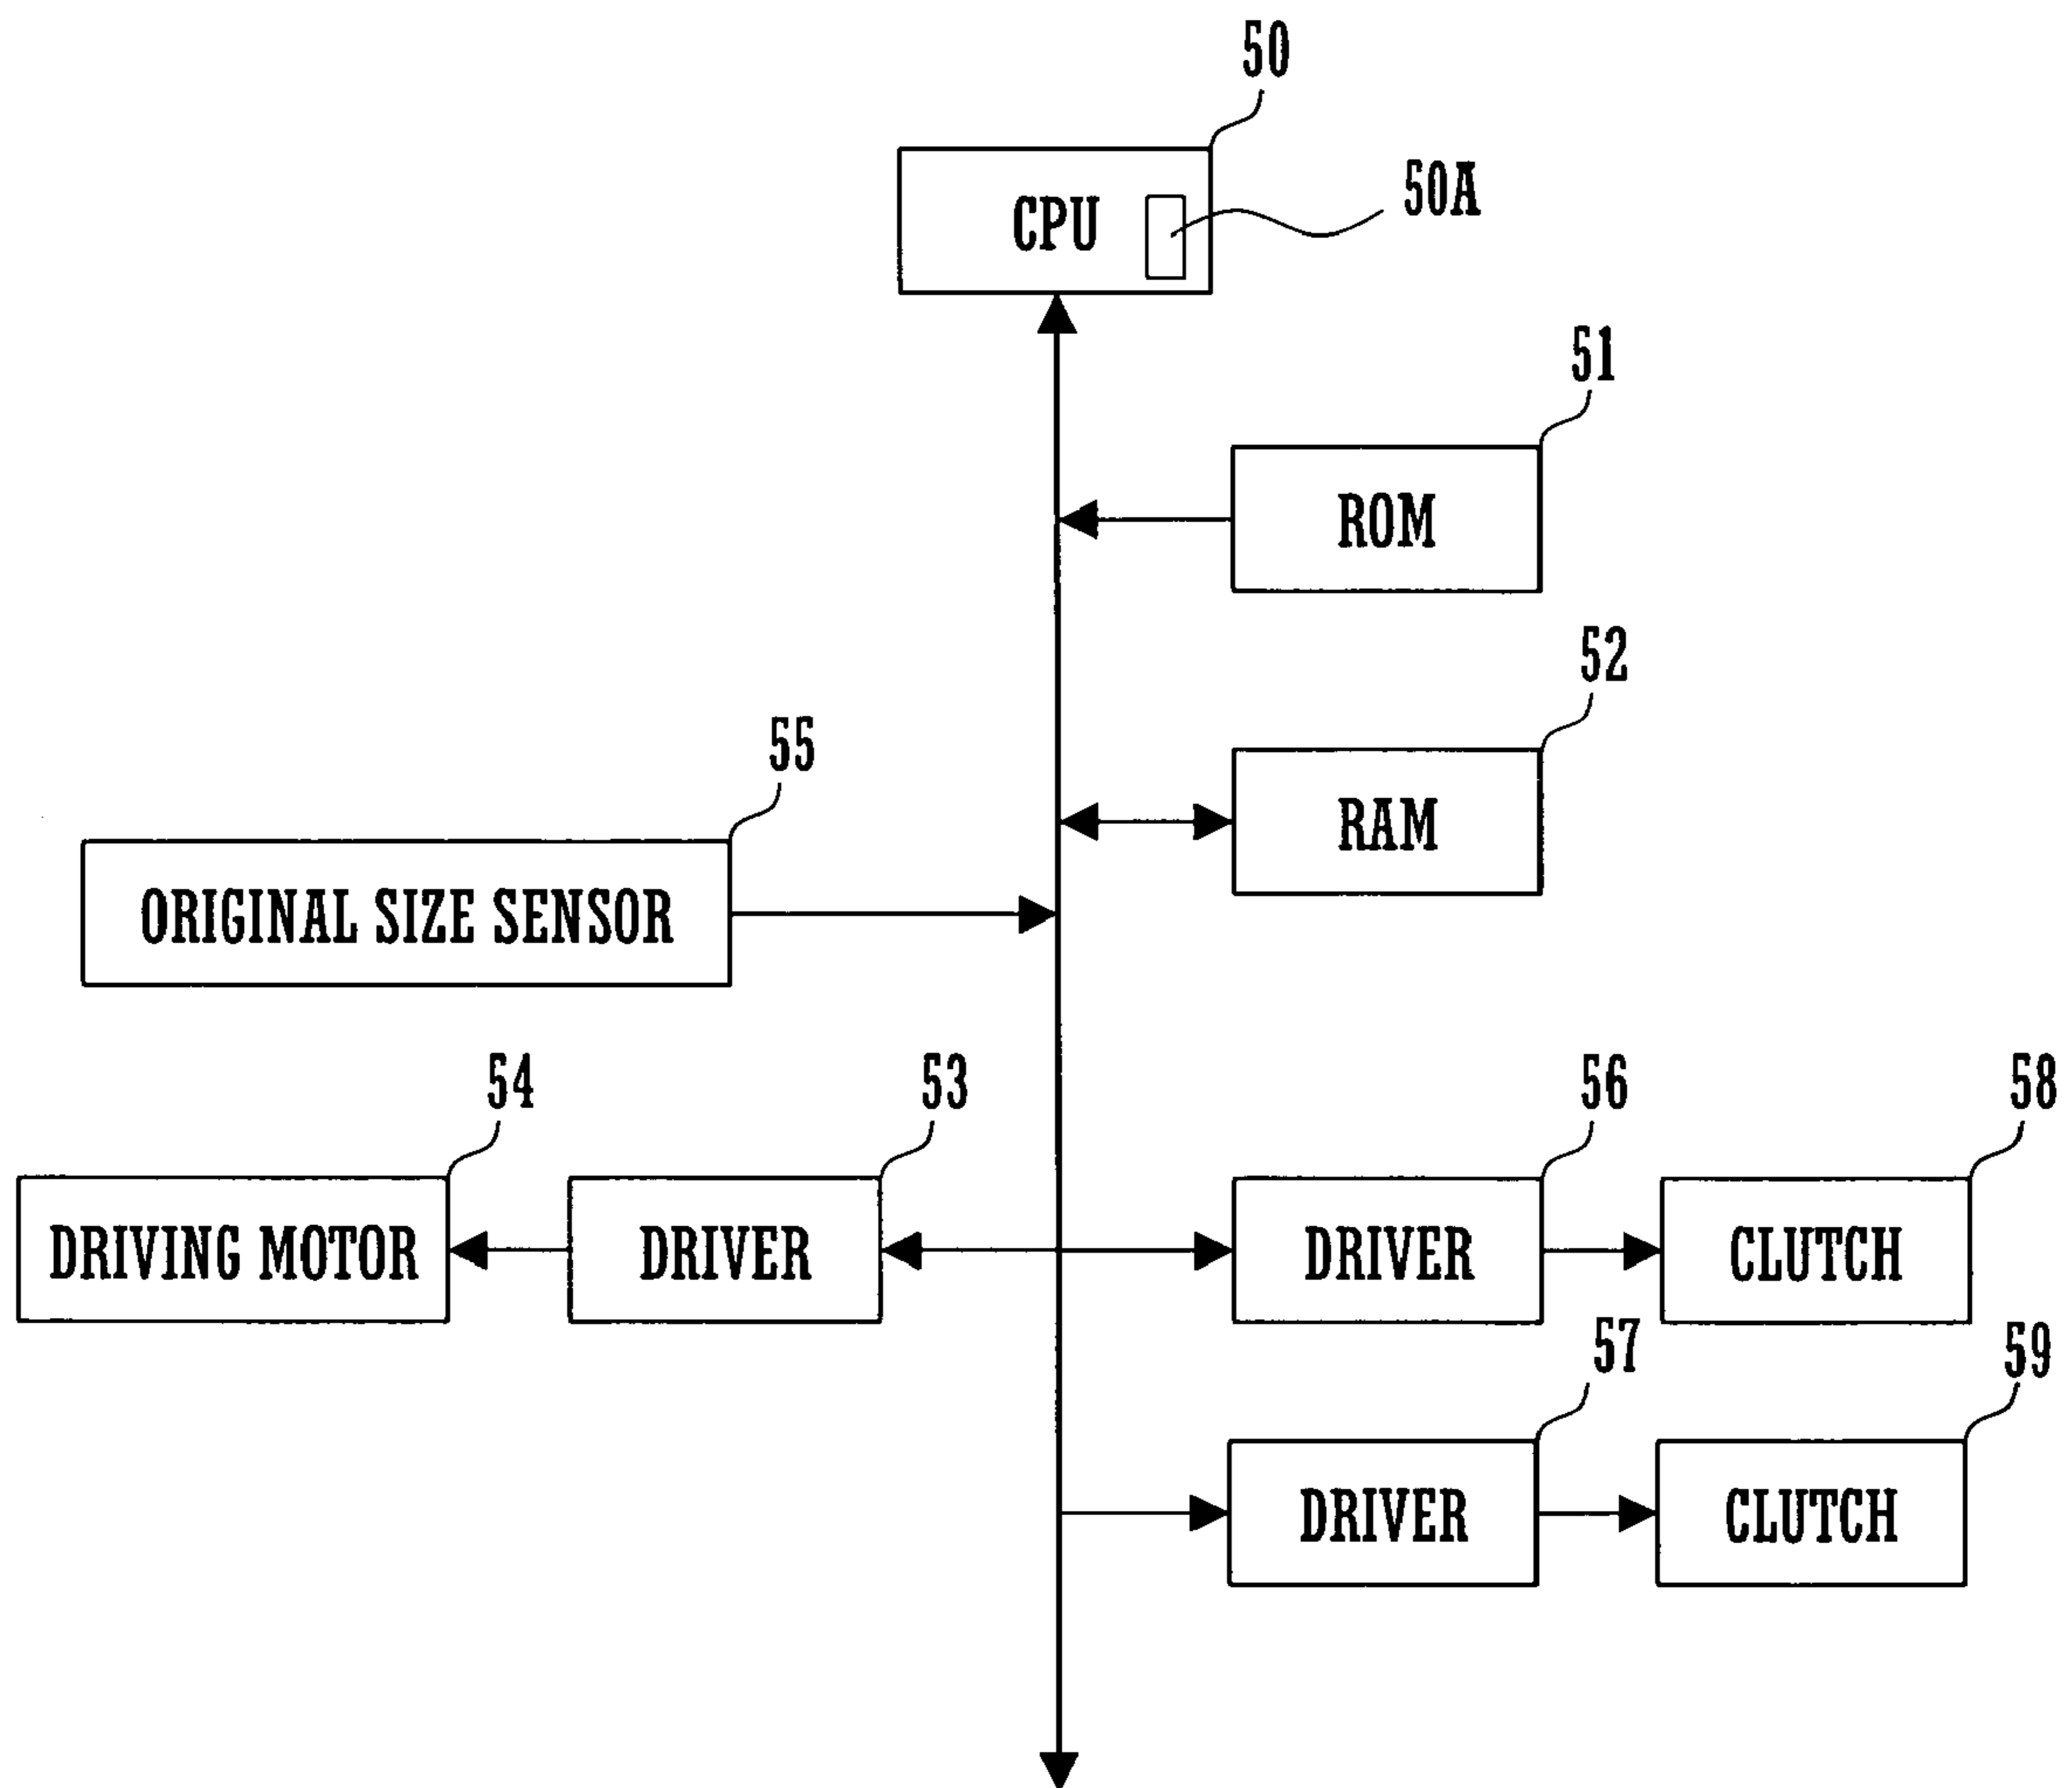 50
CPU
50A
51
ROM
52
RAM
55
ORIGINAL SIZE SENSOR
54
53
56
58
DRIVING MOTOR
DRIVER
DRIVER
CLUTCH
57
59
DRIVER
CLUTCH